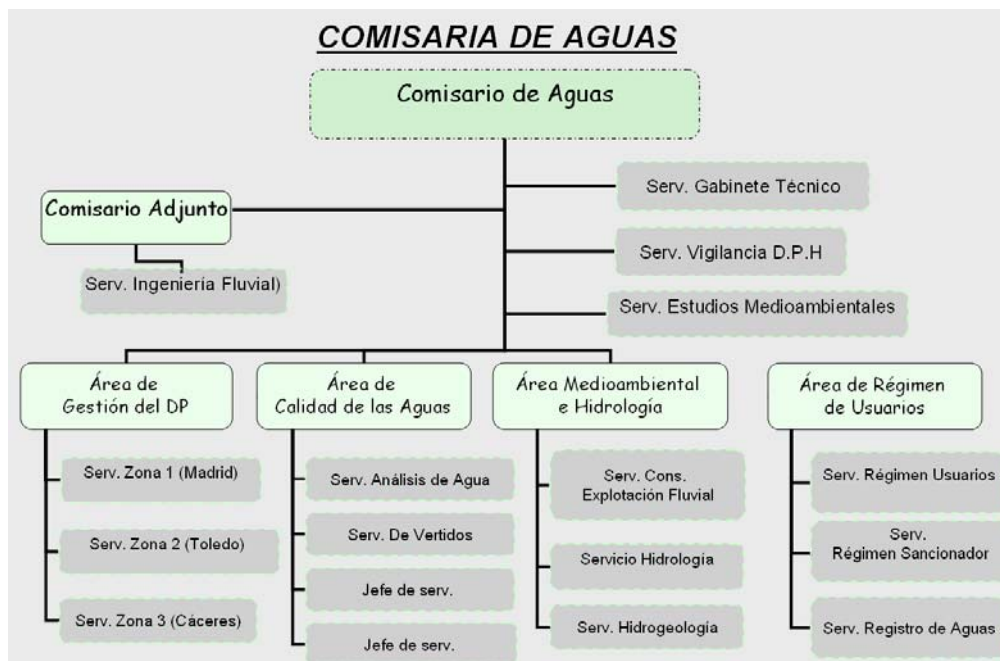 COMISARIA DE AGUAS
Comisario de Aguas
Serv. Gabinete Técnico
Comisario Adjunto
Serv. Vigilancia D.P.H
Serv. Ingeniería Fluvial)
Serv. Estudios Medioambientales
Área de
Gestión del DP
Área de
Calidad de las Aguas
Área Medioambiental
e Hidrología
Área de Régimen
de Usuarios
Serv. Zona 1 (Madrid)
Serv. Zona 2 (Toledo)
Serv. Zona 3 (Cáceres)
Serv. Análisis de Agua
Serv. De Vertidos
Jefe de serv.
Jefe de serv.
Serv. Cons.
Explotación Fluvial
Servicio Hidrología
Serv. Hidrogeología
Serv. Régimen Usuarios
Serv.
Régimen Sancionador
Serv. Registro de Aguas